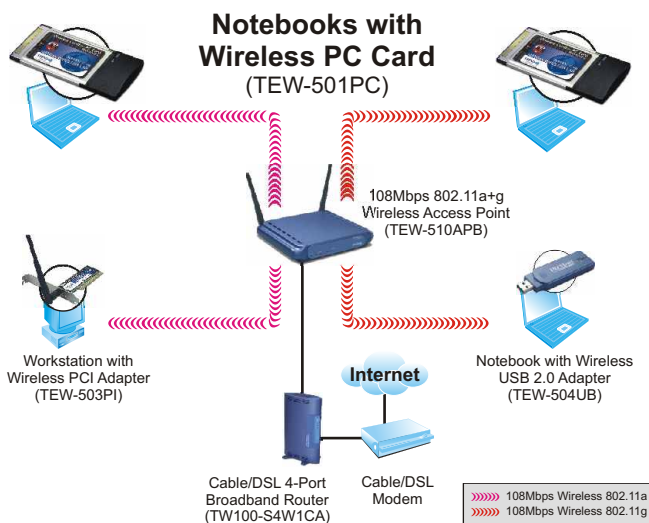 Notebooks with
Wireless PC Card
(TEW-501PC)
108Mbps 802.11a+g
Wireless Access Point
(TEW-510APB)
Workstation with
Wireless PCI Adapter
(TEW-503PI)
Notebook with Wireless
USB 2.0 Adapter
(TEW-504UB)
Internet
Cable/DSL 4-Port
Broadband Router
(TW100-S4W1CA)
Cable/DSL
Modem
108Mbps Wireless 802.11a
108Mbps Wireless 802.11g